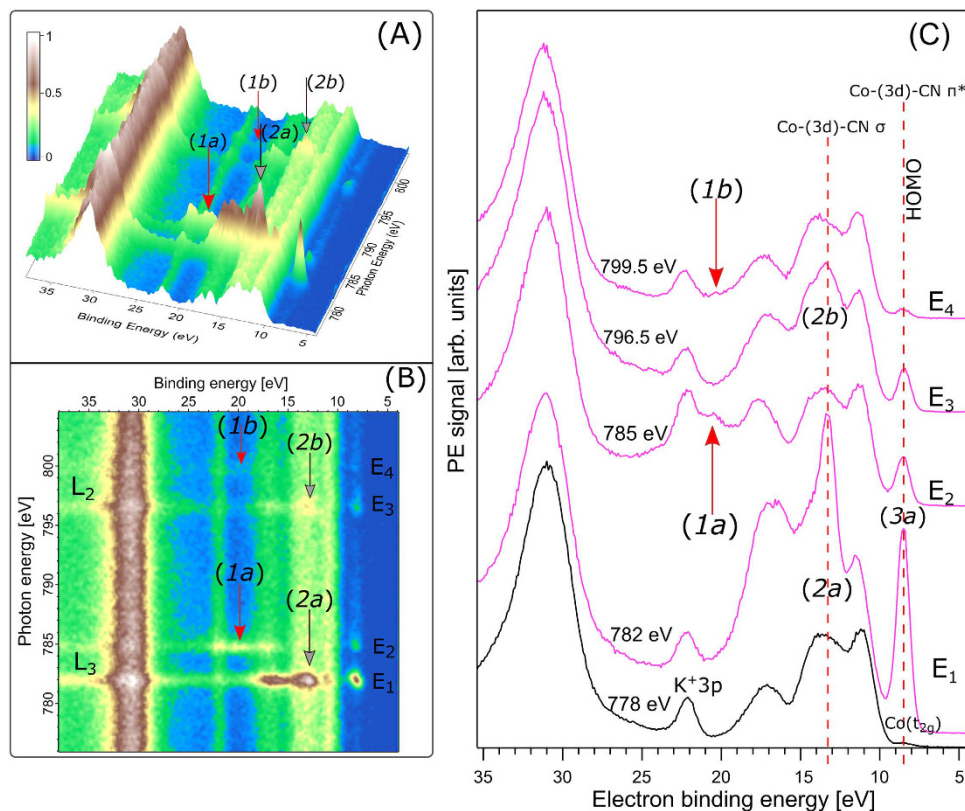 (A)
1
0.5
0
(1b)
(2b)
(1a)
(2a)
35
30
25
20
15
10
5
Binding Energy (eV)
780
785
790
795
800
Photon Energy (eV)
Binding energy [eV]
(B)
35
30
25
20
15
10
5
(1b)
(2b)
E4
L2
E3
(1a)
(2a)
E2
L3
E1
800
795
790
785
780
Photon energy [eV]
(C)
Co-(3d)-CN π*
Co-(3d)-CN σ
HOMO
(1b)
799.5 eV
E4
(2b)
796.5 eV
E3
785 eV
E2
(1a)
(3a)
(2a)
782 eV
E1
K+3p
778 eV
Co(t2g)
PE signal [arb. units]
35
30
25
20
15
10
5
Electron binding energy [eV]